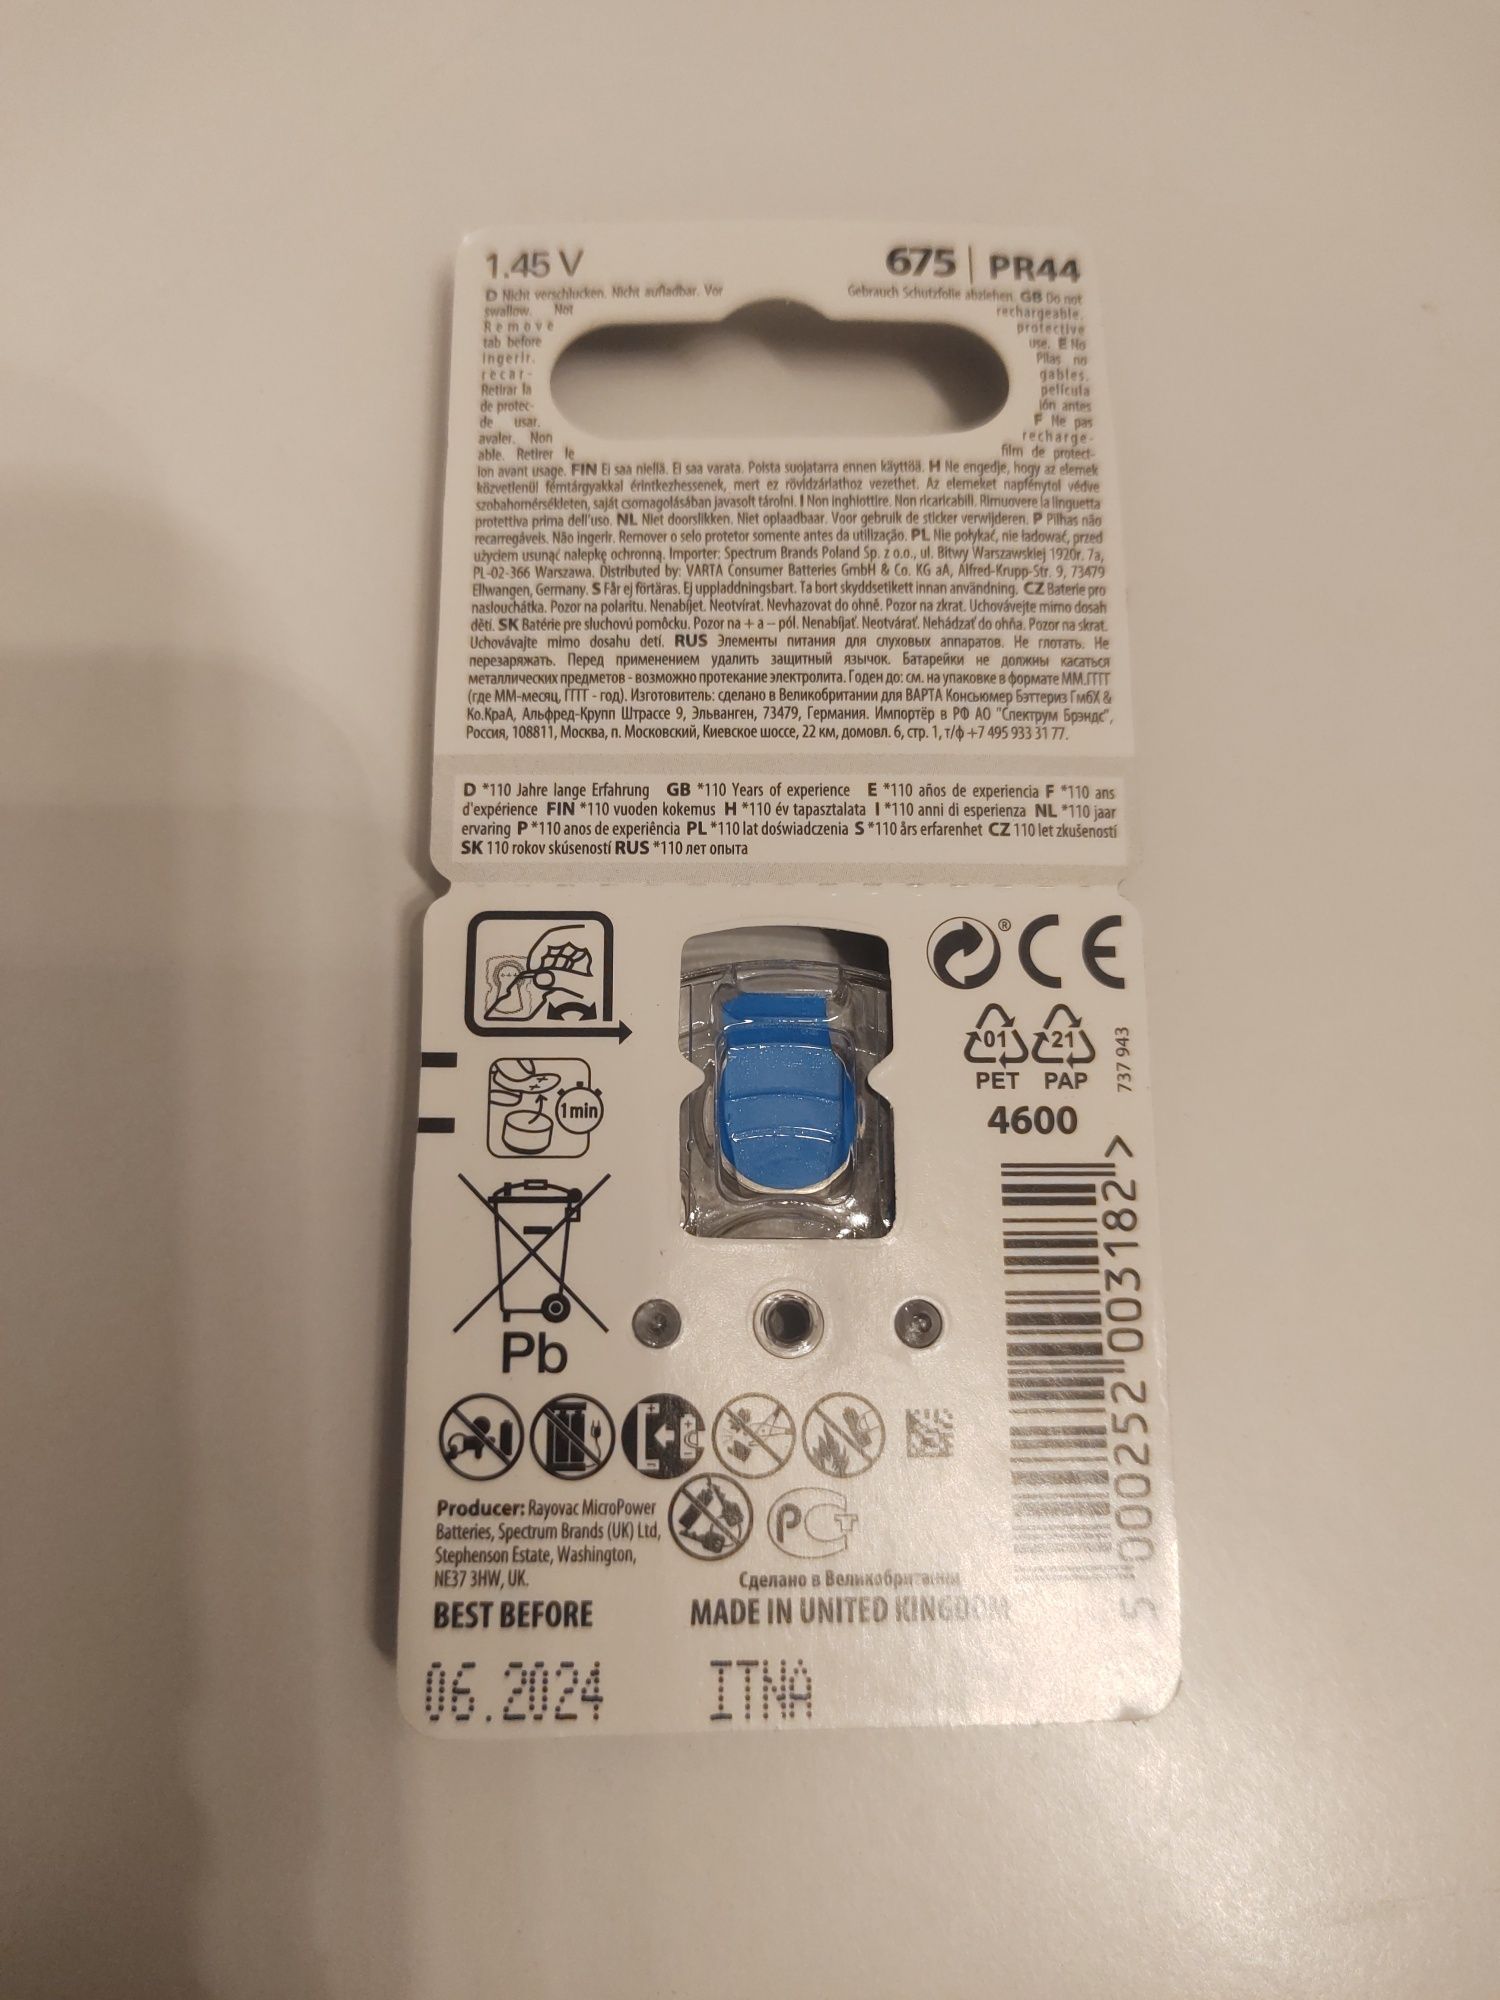 1.45 V
675 | PR44
D Nicht verschlucken. Nicht aufladbar. Vor Gebrauch Schutzfolie abziehen. GB Do not
swallow. Not rechargeable.
Remove protective
tab before use. E No
ingerir. Pilas no
recar- gables.
Retirar la película
de protec- ión antes
de usar. F Ne pas
avaler. Non recharge-
able. Retirer le film de protect-
ion avant usage. FIN Ei saa niellä. Ei saa varata. Poista suojatarra ennen käyttöä. H Ne engedje, hogy az elemek
közvetlenül fémtárgyakkal érintkezhessenek, mert ez rövidzárlathoz vezethet. Az elemeket napfénytol védve
szobahomérsékleten, saját csomagolásában javasolt tárolni. I Non inghiottire. Non ricaricabili. Rimuovere la linguetta
protettiva prima dell'uso. NL Niet doorslikken. Niet oplaadbaar. Voor gebruik de sticker verwijderen. P Pilhas não
recarregáveis. Não ingerir. Remover o selo protetor somente antes da utilização. PL Nie połykać, nie ładować, przed
użyciem usunąć nalepkę ochronną. Importer: Spectrum Brands Poland Sp. z o.o., ul. Bitwy Warszawskiej 1920r. 7a,
PL-02-366 Warszawa. Distributed by: VARTA Consumer Batteries GmbH & Co. KG aA, Alfred-Krupp-Str. 9, 73479
Ellwangen, Germany. S Får ej förtäras. Ej uppladdningsbart. Ta bort skyddsetikett innan användning. CZ Baterie pro
naslouchátka. Pozor na polaritu. Nenabíjet. Neotvírat. Nevhazovat do ohně. Pozor na zkrat. Uchovávejte mimo dosah
dětí. SK Batérie pre sluchovú pomôcku. Pozor na + a – pól. Nenabíjať. Neotvárať. Nehádzať do ohňa. Pozor na skrat.
Uchovávajte mimo dosahu detí. RUS Элементы питания для слуховых аппаратов. Не глотать. Не
перезаряжать. Перед применением удалить защитный язычок. Батарейки не должны касаться
металлических предметов - возможно протекание электролита. Годен до: см. на упаковке в формате ММ.ГГГГ
(где ММ-месяц, ГГГГ - год). Изготовитель: сделано в Великобритании для ВАРТА Консьюмер Бэттериз ГмбХ &
Ко.КраА, Альфред-Крупп Штрассе 9, Эльванген, 73479, Германия. Импортёр в РФ АО "Спектрум Брэндс",
Россия, 108811, Москва, п. Московский, Киевское шоссе, 22 км, домовл. 6, стр. 1, т/ф +7 495 933 31 77.
D *110 Jahre lange Erfahrung GB *110 Years of experience E *110 años de experiencia F *110 ans
d'expérience FIN *110 vuoden kokemus H *110 év tapasztalata I *110 anni di esperienza NL *110 jaar
ervaring P *110 anos de experiência PL *110 lat doświadczenia S *110 års erfarenhet CZ 110 let zkušeností
SK 110 rokov skúseností RUS *110 лет опыта
® CE
01 21
PET PAP
737 943
4600
1 min
Pb
5 000252 003182 >
Producer: Rayovac MicroPower
Batteries, Spectrum Brands (UK) Ltd,
Stephenson Estate, Washington,
NE37 3HW, UK.
Сделано в Великобритании
BEST BEFORE MADE IN UNITED KINGDOM
06.2024 ITNA